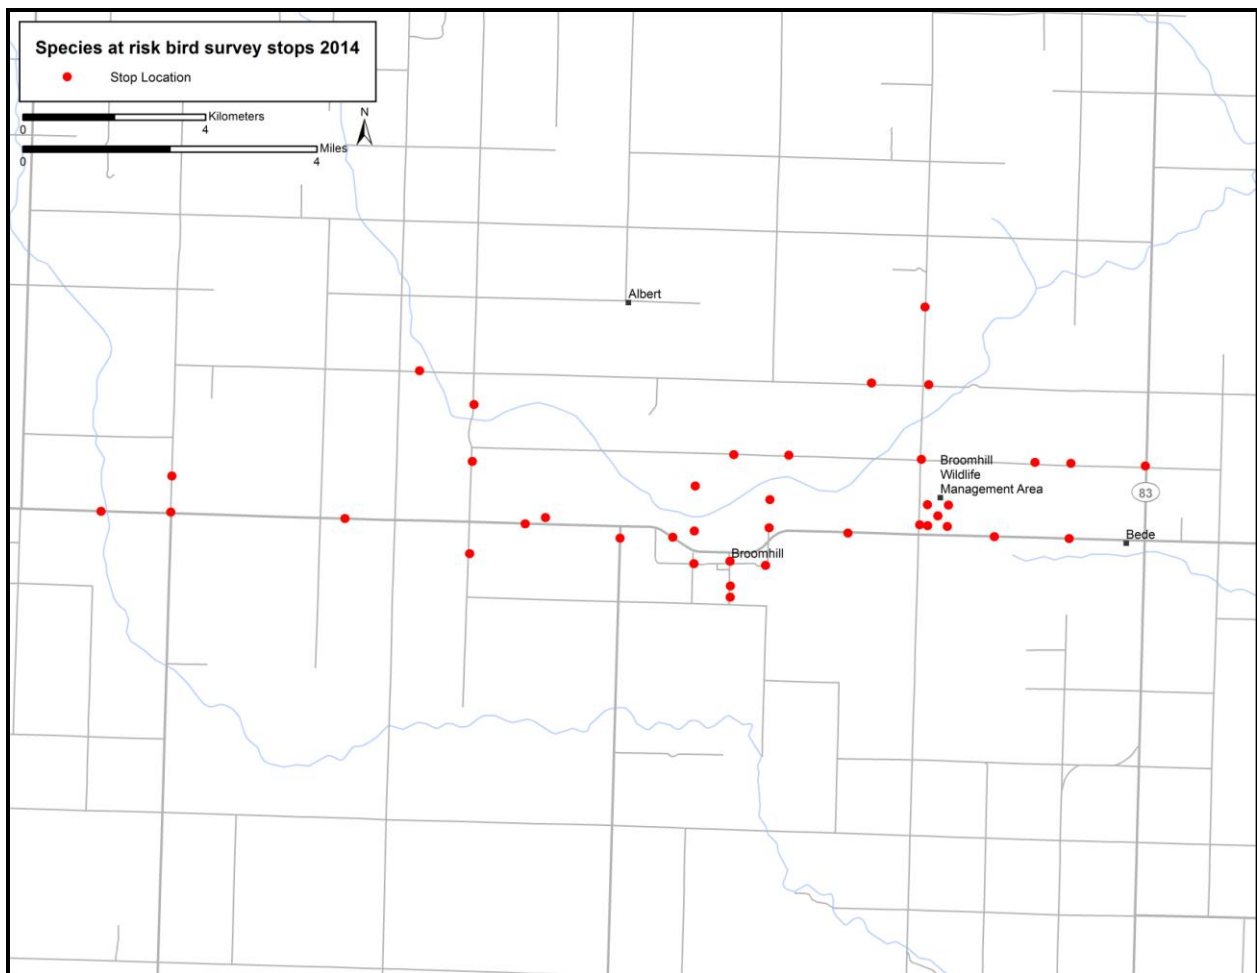 Species at risk bird survey stops 2014
Stop Location
Kilometers
0 4
Miles
0 4
N
Albert
Broomhill
Wildlife
Management Area
83
Bede
Broomhill